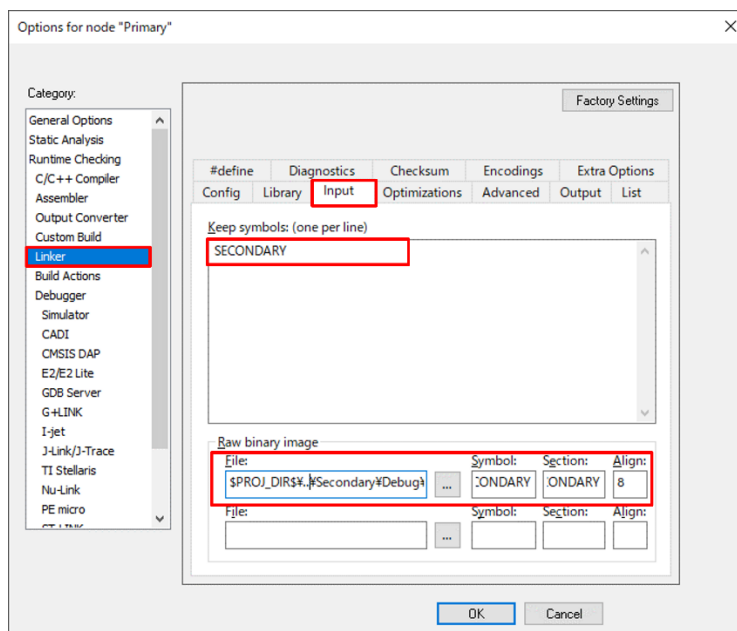 Options for node "Primary"
Category:
General Options
Static Analysis
Runtime Checking
C/C++ Compiler
Assembler
Output Converter
Custom Build
Linker
Build Actions
Debugger
Simulator
CADI
CMSIS DAP
E2/E2 Lite
GDB Server
G+LINK
I-jet
J-Link/J-Trace
TI Stellaris
Nu-Link
PE micro
Factory Settings
#define Diagnostics Checksum Encodings Extra Options
Config Library Input Optimizations Advanced Output List
Keep symbols: (one per line)
SECONDARY
Raw binary image
File: Symbol: Section: Align:
$PROJ_DIR$¥..¥Secondary¥Debug¥ ... CONDARY CONDARY 8
File: Symbol: Section: Align:
...
OK Cancel